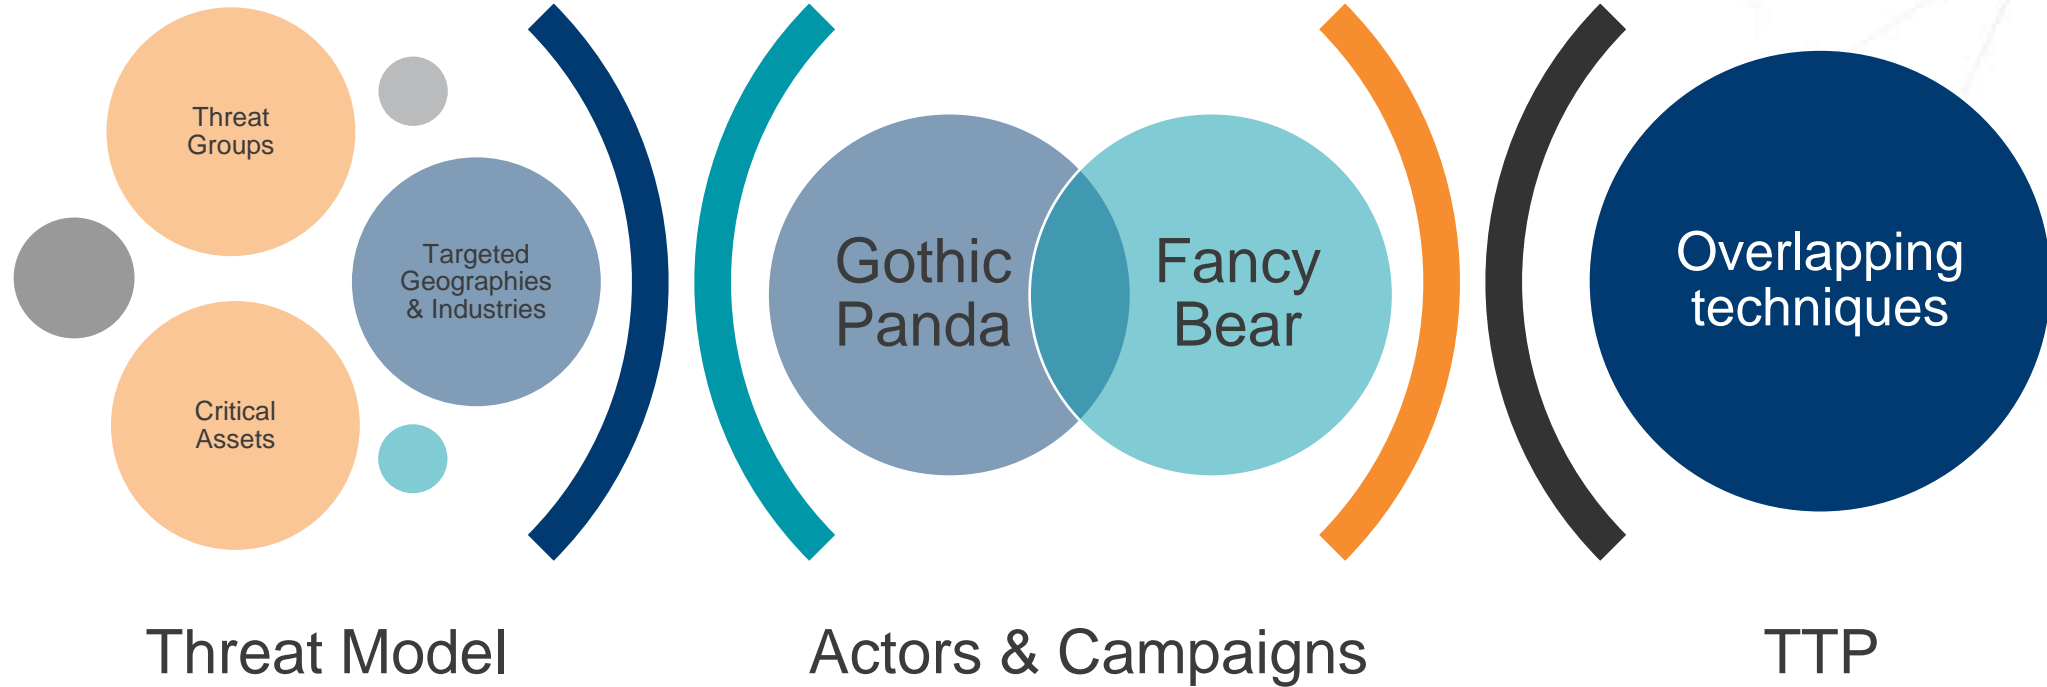 Threat
Groups
Targeted
Geographies
& Industries
Critical
Assets
Gothic
Panda
Fancy
Bear
Overlapping
techniques
Threat Model
Actors & Campaigns
TTP